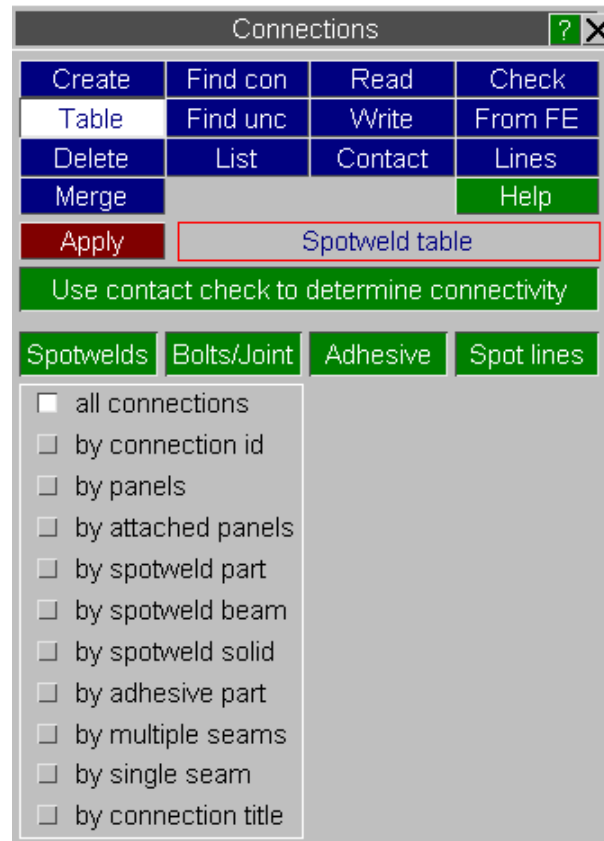 Connections ? X
Create Find con Read Check
Table Find unc Write From FE
Delete List Contact Lines
Merge Help
Apply Spotweld table
Use contact check to determine connectivity
Spotwelds Bolts/Joint Adhesive Spot lines
all connections
by connection id
by panels
by attached panels
by spotweld part
by spotweld beam
by spotweld solid
by adhesive part
by multiple seams
by single seam
by connection title